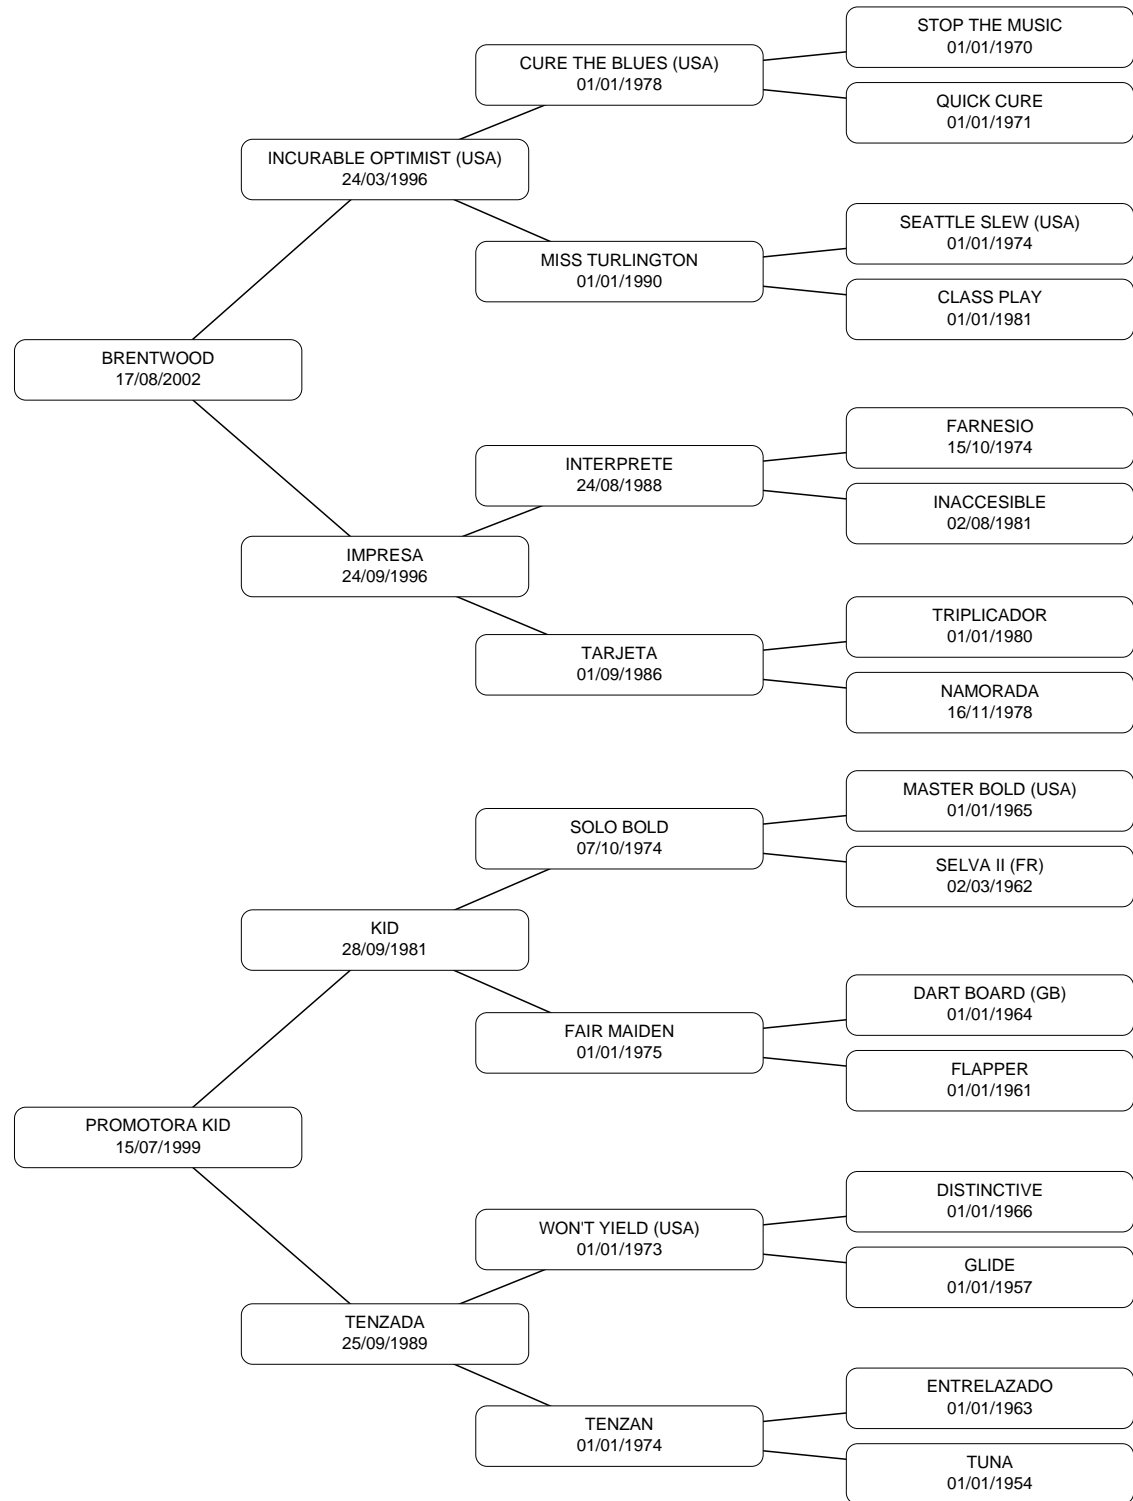 STOP THE MUSIC
01/01/1970
CURE THE BLUES (USA)
01/01/1978
QUICK CURE
01/01/1971
INCURABLE OPTIMIST (USA)
24/03/1996
SEATTLE SLEW (USA)
01/01/1974
MISS TURLINGTON
01/01/1990
CLASS PLAY
01/01/1981
BRENTWOOD
17/08/2002
FARNESIO
15/10/1974
INTERPRETE
24/08/1988
INACCESIBLE
02/08/1981
IMPRESA
24/09/1996
TRIPLICADOR
01/01/1980
TARJETA
01/09/1986
NAMORADA
16/11/1978
MASTER BOLD (USA)
01/01/1965
SOLO BOLD
07/10/1974
SELVA II (FR)
02/03/1962
KID
28/09/1981
DART BOARD (GB)
01/01/1964
FAIR MAIDEN
01/01/1975
FLAPPER
01/01/1961
PROMOTORA KID
15/07/1999
DISTINCTIVE
01/01/1966
WON'T YIELD (USA)
01/01/1973
GLIDE
01/01/1957
TENZADA
25/09/1989
ENTRELAZADO
01/01/1963
TENZAN
01/01/1974
TUNA
01/01/1954